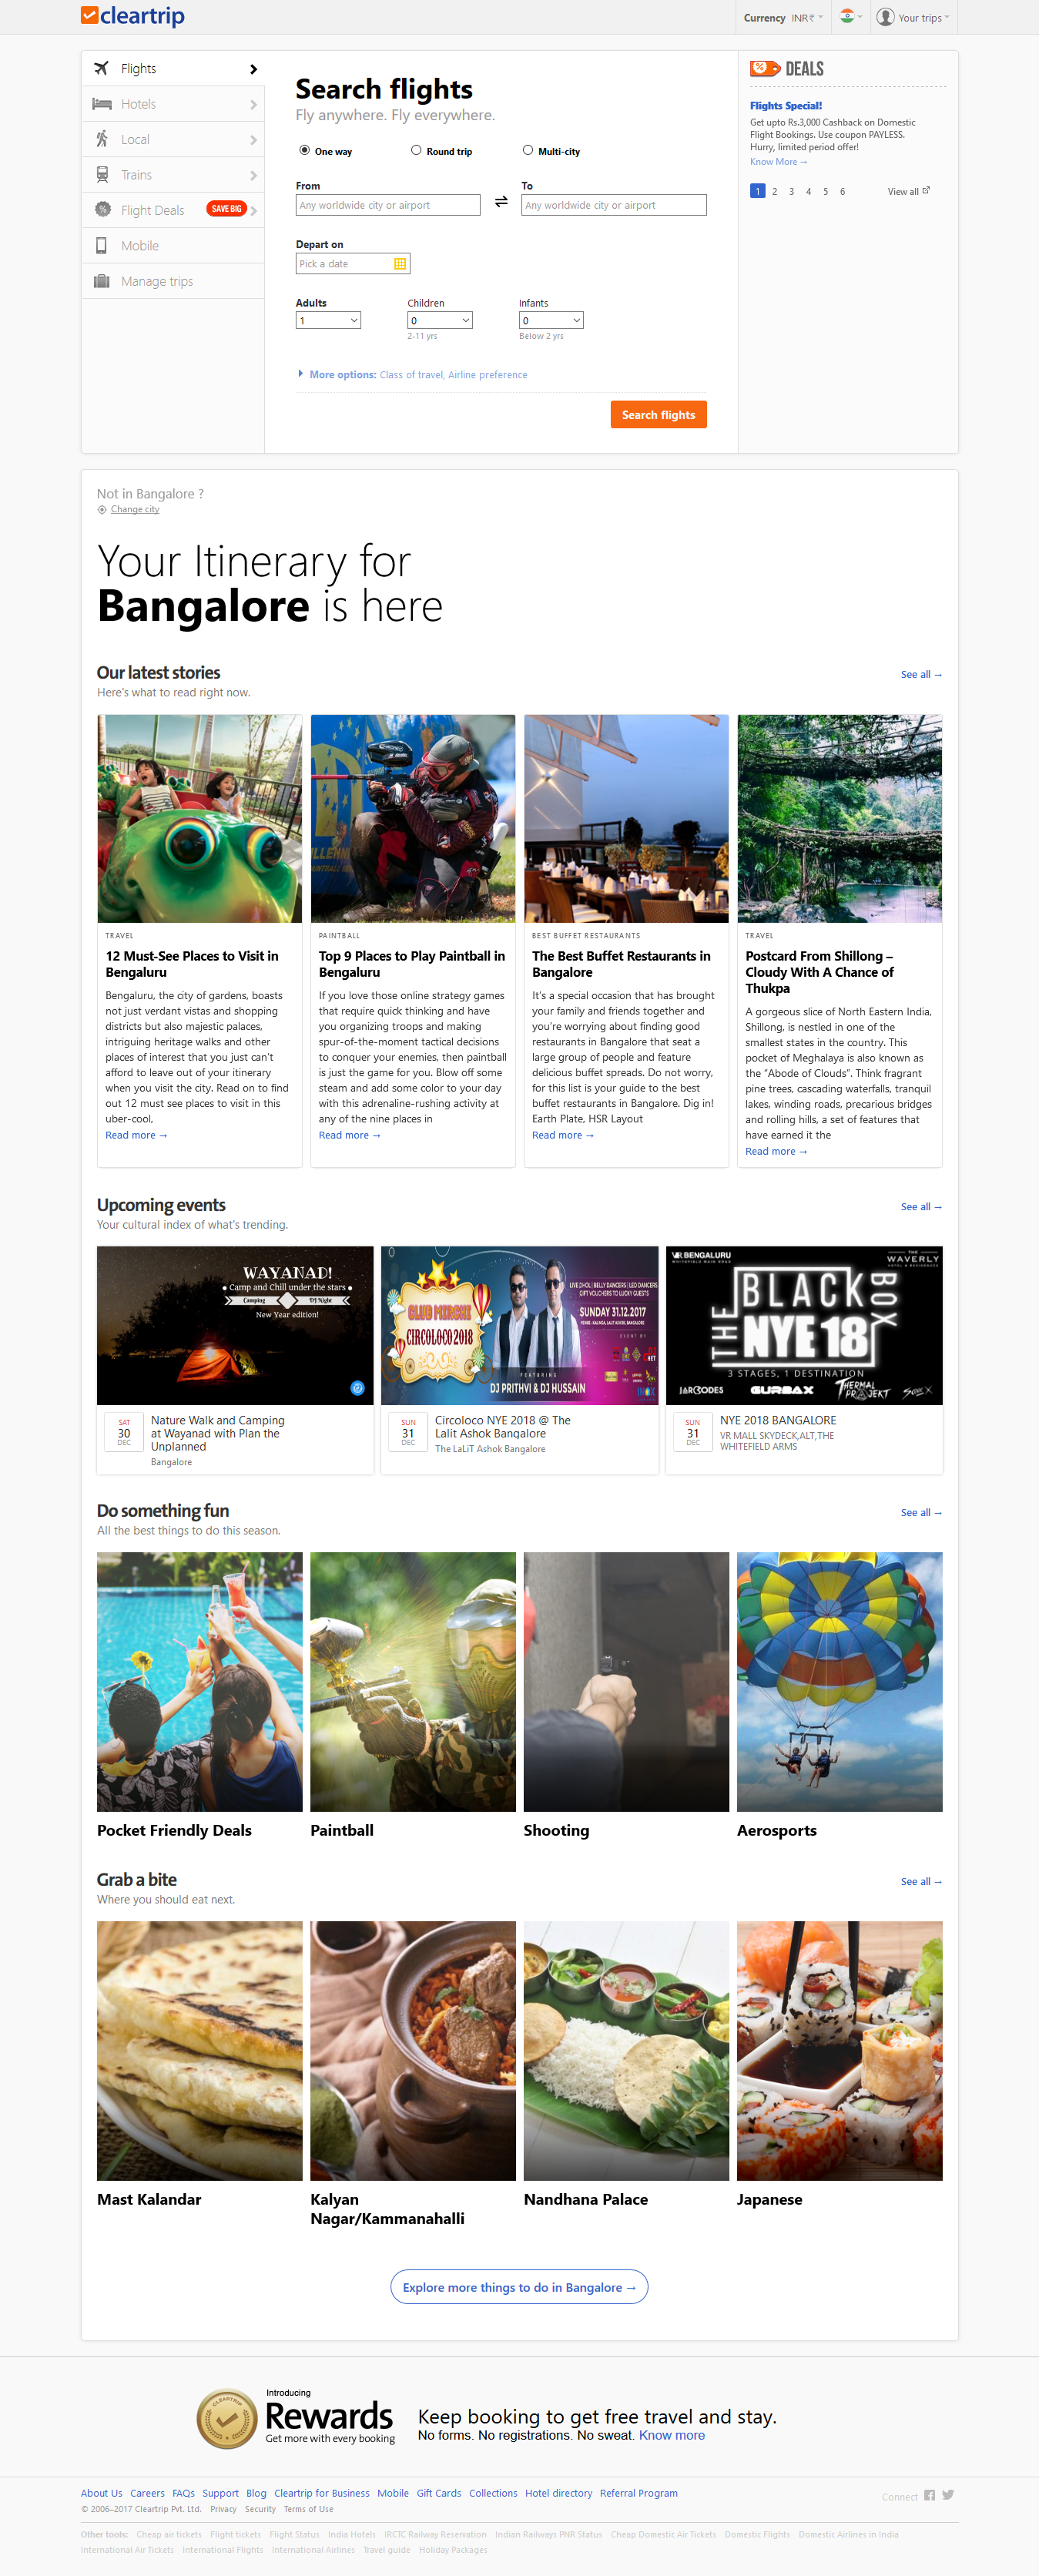 cleartrip
Currency INR₹
Your trips
Flights
Hotels
Local
Trains
Flight Deals SAVE BIG
Mobile
Manage trips
Search flights
Fly anywhere. Fly everywhere.
One way Round trip Multi-city
From To
Any worldwide city or airport Any worldwide city or airport
Depart on
Pick a date
Adults Children Infants
1 0 0
2-11 yrs Below 2 yrs
More options: Class of travel, Airline preference
Search flights
DEALS
Flights Special!
Get upto Rs.3,000 Cashback on Domestic
Flight Bookings. Use coupon PAYLESS.
Hurry, limited period offer!
Know More →
1 2 3 4 5 6 View all
Not in Bangalore ?
Change city
Your Itinerary for
Bangalore is here
Our latest stories See all →
Here's what to read right now.
TRAVEL
12 Must-See Places to Visit in
Bengaluru
Bengaluru, the city of gardens, boasts
not just verdant vistas and shopping
districts but also majestic palaces,
intriguing heritage walks and other
places of interest that you just can't
afford to leave out of your itinerary
when you visit the city. Read on to find
out 12 must see places to visit in this
uber-cool,
Read more →
PAINTBALL
Top 9 Places to Play Paintball in
Bengaluru
If you love those online strategy games
that require quick thinking and have
you organizing troops and making
spur-of-the-moment tactical decisions
to conquer your enemies, then paintball
is just the game for you. Blow off some
steam and add some color to your day
with this adrenaline-rushing activity at
any of the nine places in
Read more →
BEST BUFFET RESTAURANTS
The Best Buffet Restaurants in
Bangalore
It's a special occasion that has brought
your family and friends together and
you're worrying about finding good
restaurants in Bangalore that seat a
large group of people and feature
delicious buffet spreads. Do not worry,
for this list is your guide to the best
buffet restaurants in Bangalore. Dig in!
Earth Plate, HSR Layout
Read more →
TRAVEL
Postcard From Shillong –
Cloudy With A Chance of
Thukpa
A gorgeous slice of North Eastern India,
Shillong, is nestled in one of the
smallest states in the country. This
pocket of Meghalaya is also known as
the “Abode of Clouds”. Think fragrant
pine trees, cascading waterfalls, tranquil
lakes, winding roads, precarious bridges
and rolling hills, a set of features that
have earned it the
Read more →
Upcoming events See all →
Your cultural index of what's trending.
WAYANAD!
Camp and Chill under the stars
Camping DJ Night
New Year edition!
SAT
30
DEC
Nature Walk and Camping
at Wayanad with Plan the
Unplanned
Bangalore
CLUB MIRCHI
CIRCOLOCO 2018
LIVE DHOL | BELLY DANCERS | LED DANCERS
GIFT VOUCHERS TO LUCKY GUESTS
SUNDAY 31.12.2017
VENUE : KALINGA, LALIT ASHOK, BANGALORE
EVENT BY
FEATURING
DJ PRITHVI & DJ HUSSAIN
SUN
31
DEC
Circoloco NYE 2018 @ The
Lalit Ashok Bangalore
The LaLiT Ashok Bangalore
VR BENGALURU
WHITEFIELD MAIN ROAD
THE
WAVERLY
HOTEL & RESIDENCES
THE BLACK BOX
NYE 18
3 STAGES, 1 DESTINATION
GURBAX
SUN
31
DEC
NYE 2018 BANGALORE
VR MALL SKYDECK,ALT,THE
WHITEFIELD ARMS
Do something fun See all →
All the best things to do this season.
Pocket Friendly Deals
Paintball
Shooting
Aerosports
Grab a bite See all →
Where you should eat next.
Mast Kalandar
Kalyan
Nagar/Kammanahalli
Nandhana Palace
Japanese
Explore more things to do in Bangalore →
CLEARTRIP
Introducing
Rewards
Get more with every booking
Keep booking to get free travel and stay.
No forms. No registrations. No sweat. Know more
About Us Careers FAQs Support Blog Cleartrip for Business Mobile Gift Cards Collections Hotel directory Referral Program
Connect
© 2006–2017 Cleartrip Pvt. Ltd. Privacy Security Terms of Use
Other tools: Cheap air tickets Flight tickets Flight Status India Hotels IRCTC Railway Reservation Indian Railways PNR Status Cheap Domestic Air Tickets Domestic Flights Domestic Airlines in India
International Air Tickets International Flights International Airlines Travel guide Holiday Packages